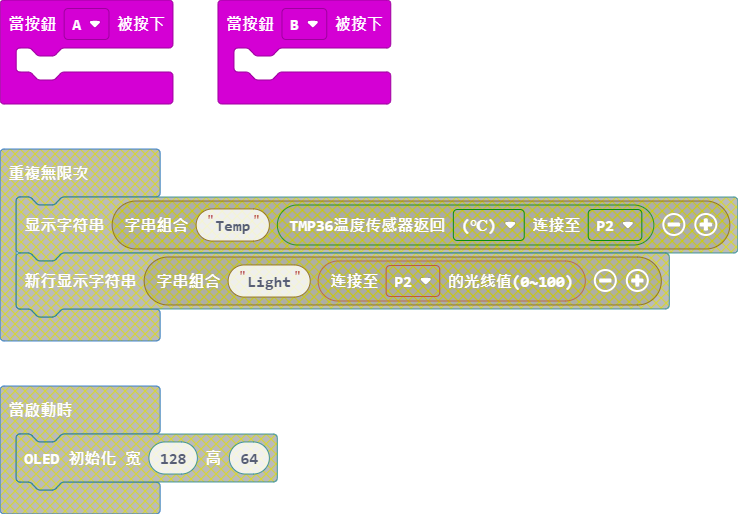 當按鈕 A 被按下
當按鈕 B 被按下
重複無限次
显示字符串 字串組合 "Temp" TMP36温度传感器返回 (℃) 连接至 P2
新行显示字符串 字串組合 "Light" 连接至 P2 的光线值(0~100)
當啟動時
OLED 初始化 宽 128 高 64